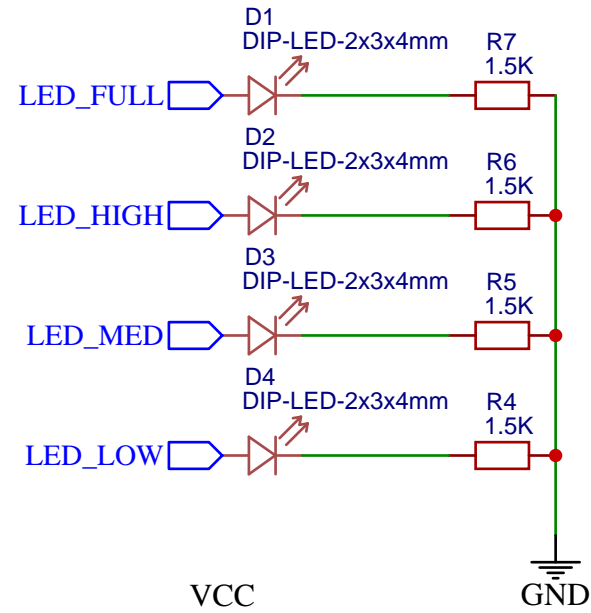 D1
DIP-LED-2x3x4mm
R7
1.5K
LED_FULL
D2
DIP-LED-2x3x4mm
R6
1.5K
LED_HIGH
D3
DIP-LED-2x3x4mm
R5
1.5K
LED_MED
D4
DIP-LED-2x3x4mm
R4
1.5K
LED_LOW
VCC
GND